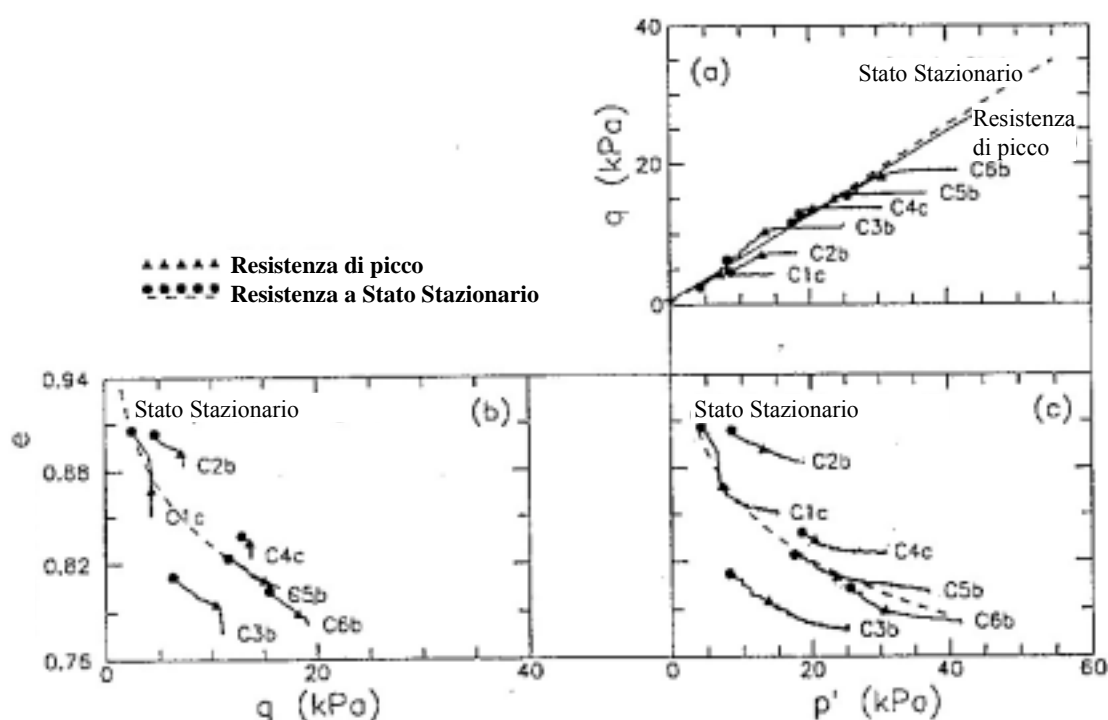 40
(a)
Stato Stazionario
Resistenza
di picco
q (kPa)
20
C6b
C5b
C4c
C3b
C2b
C1c
0
Resistenza di picco
Resistenza a Stato Stazionario
0.94
Stato Stazionario
(b)
Stato Stazionario
(c)
e
0.88
C2b
C1c
C2b
C1c
C4c
C4c
0.82
C5b
C5b
C6b
C6b
C3b
C3b
0.75
0
20
40
0
20
40
60
q (kPa)
p' (kPa)